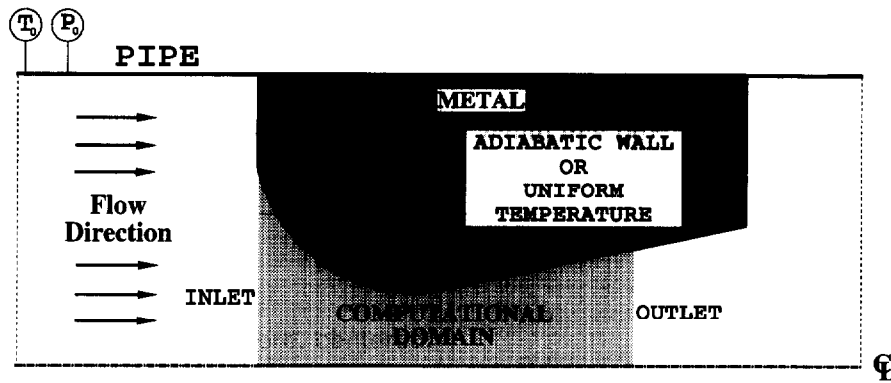 T₀ P₀
PIPE
METAL
ADIABATIC WALL
OR
UNIFORM
TEMPERATURE
Flow
Direction
INLET
COMPUTATIONAL
DOMAIN
OUTLET
℄